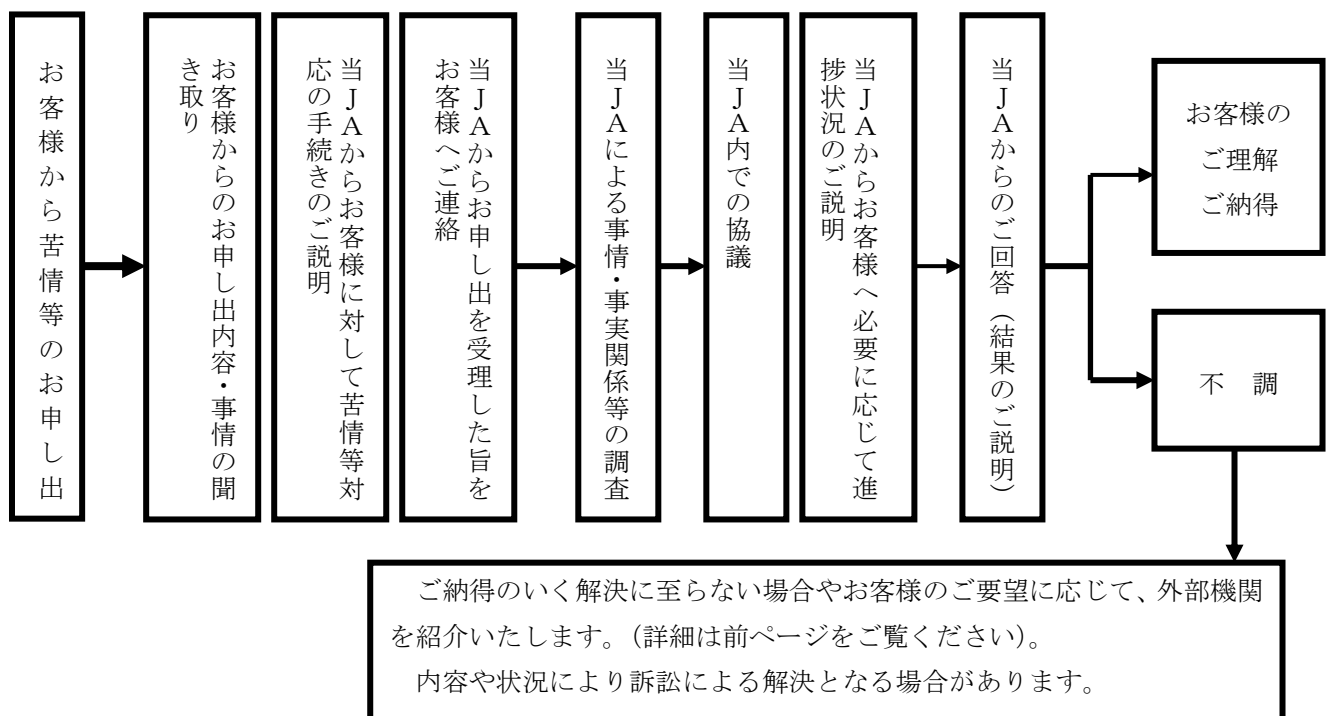 お客様から苦情等のお申し出
お客様からのお申し出内容・事情の聞
き取り
当JAからお客様に対して苦情等対
応の手続きのご説明
当JAからお申し出を受理した旨を
お客様へご連絡
当JAによる事情・事実関係等の調査
当JA内での協議
当JAからお客様へ必要に応じて進
捗状況のご説明
当JAからのご回答（結果のご説明）
お客様の
ご理解
ご納得
不　調
ご納得のいく解決に至らない場合やお客様のご要望に応じて、外部機関
を紹介いたします。（詳細は前ページをご覧ください）。
内容や状況により訴訟による解決となる場合があります。